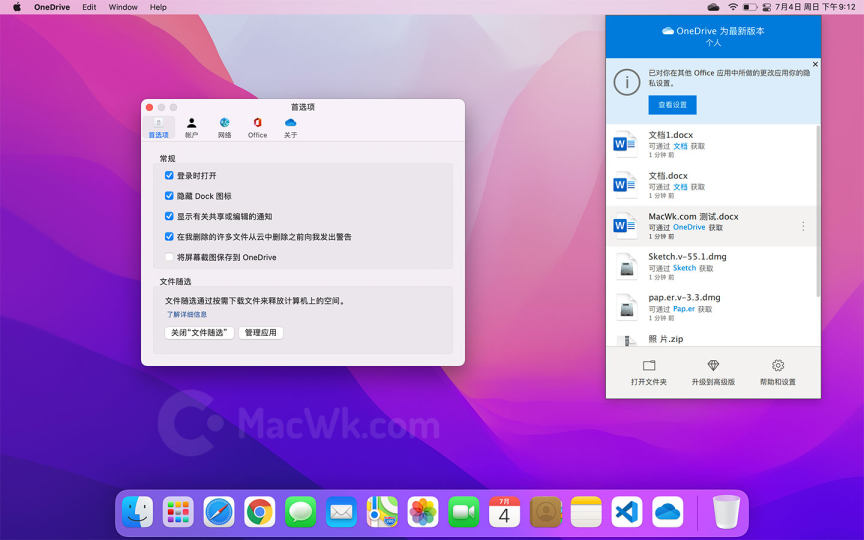 OneDrive Edit Window Help
7月4日 周日 下午9:12
首选项
首选项 帐户 网络 Office 关于
常规
登录时打开
隐藏 Dock 图标
显示有关共享或编辑的通知
在我删除的许多文件从云中删除之前向我发出警告
将屏幕截图保存到 OneDrive
文件随选
文件随选通过按需下载文件来释放计算机上的空间。
了解详细信息
关闭“文件随选”
管理应用
OneDrive 为最新版本
个人
已对你在其他 Office 应用中所做的更改应用你的隐
私设置。
查看设置
文档1.docx
可通过 文档 获取
1 分钟 前
文档.docx
可通过 文档 获取
1 分钟 前
MacWk.com 测试.docx
可通过 OneDrive 获取
1 分钟 前
Sketch.v-55.1.dmg
可通过 Sketch 获取
1 分钟 前
pap.er.v-3.3.dmg
可通过 Pap.er 获取
1 分钟 前
照 片.zip
打开文件夹
升级到高级版
帮助和设置
MacWk.com
7月
4